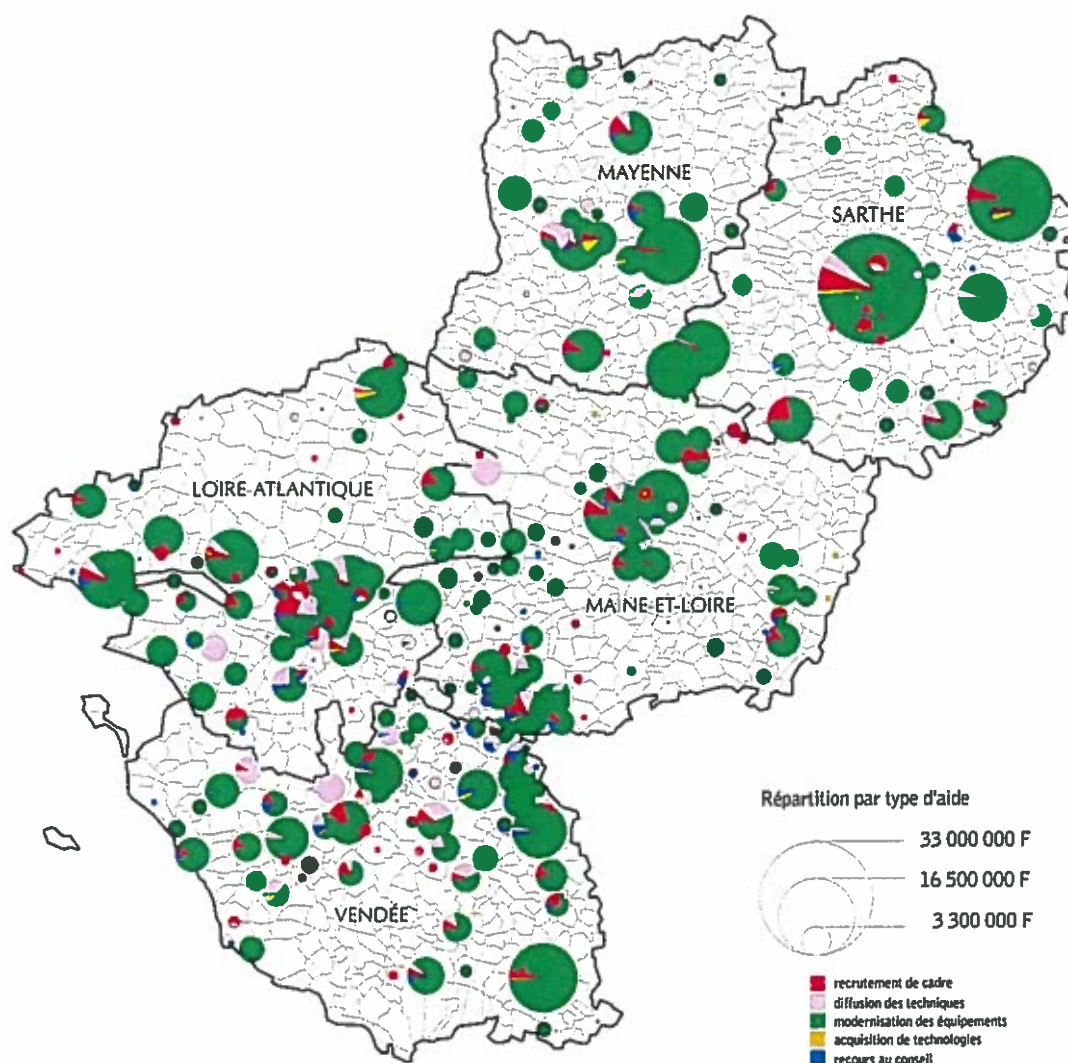 MAYENNE
SARTHE
LOIRE-ATLANTIQUE
MAINE-ET-LOIRE
VENDÉE
Répartition par type d'aide
33 000 000 F
16 500 000 F
3 300 000 F
recrutement de cadre
diffusion des techniques
modernisation des équipements
acquisition de technologies
recours au conseil